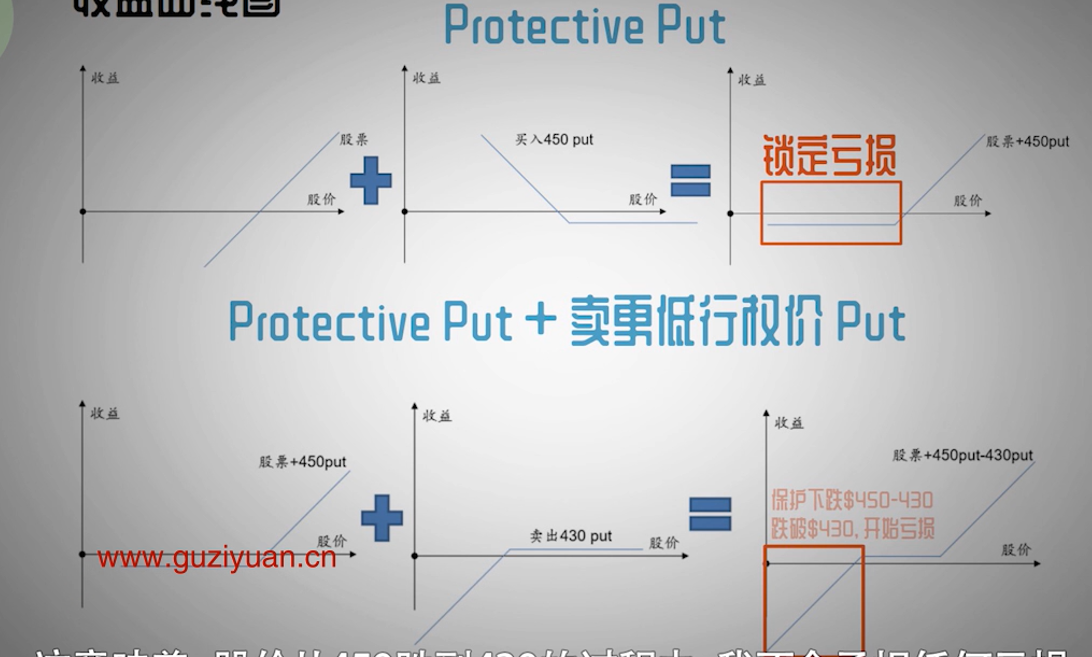 收益曲线图
Protective Put
收益
股票
股价
收益
买入450 put
股价
收益
锁定亏损
股票+450put
股价
Protective Put + 卖更低行权价 Put
收益
股票+450put
股价
www.guziyuan.cn
收益
卖出430 put
股价
收益
股票+450put-430put
保护下跌$450-430
跌破$430, 开始亏损
股价